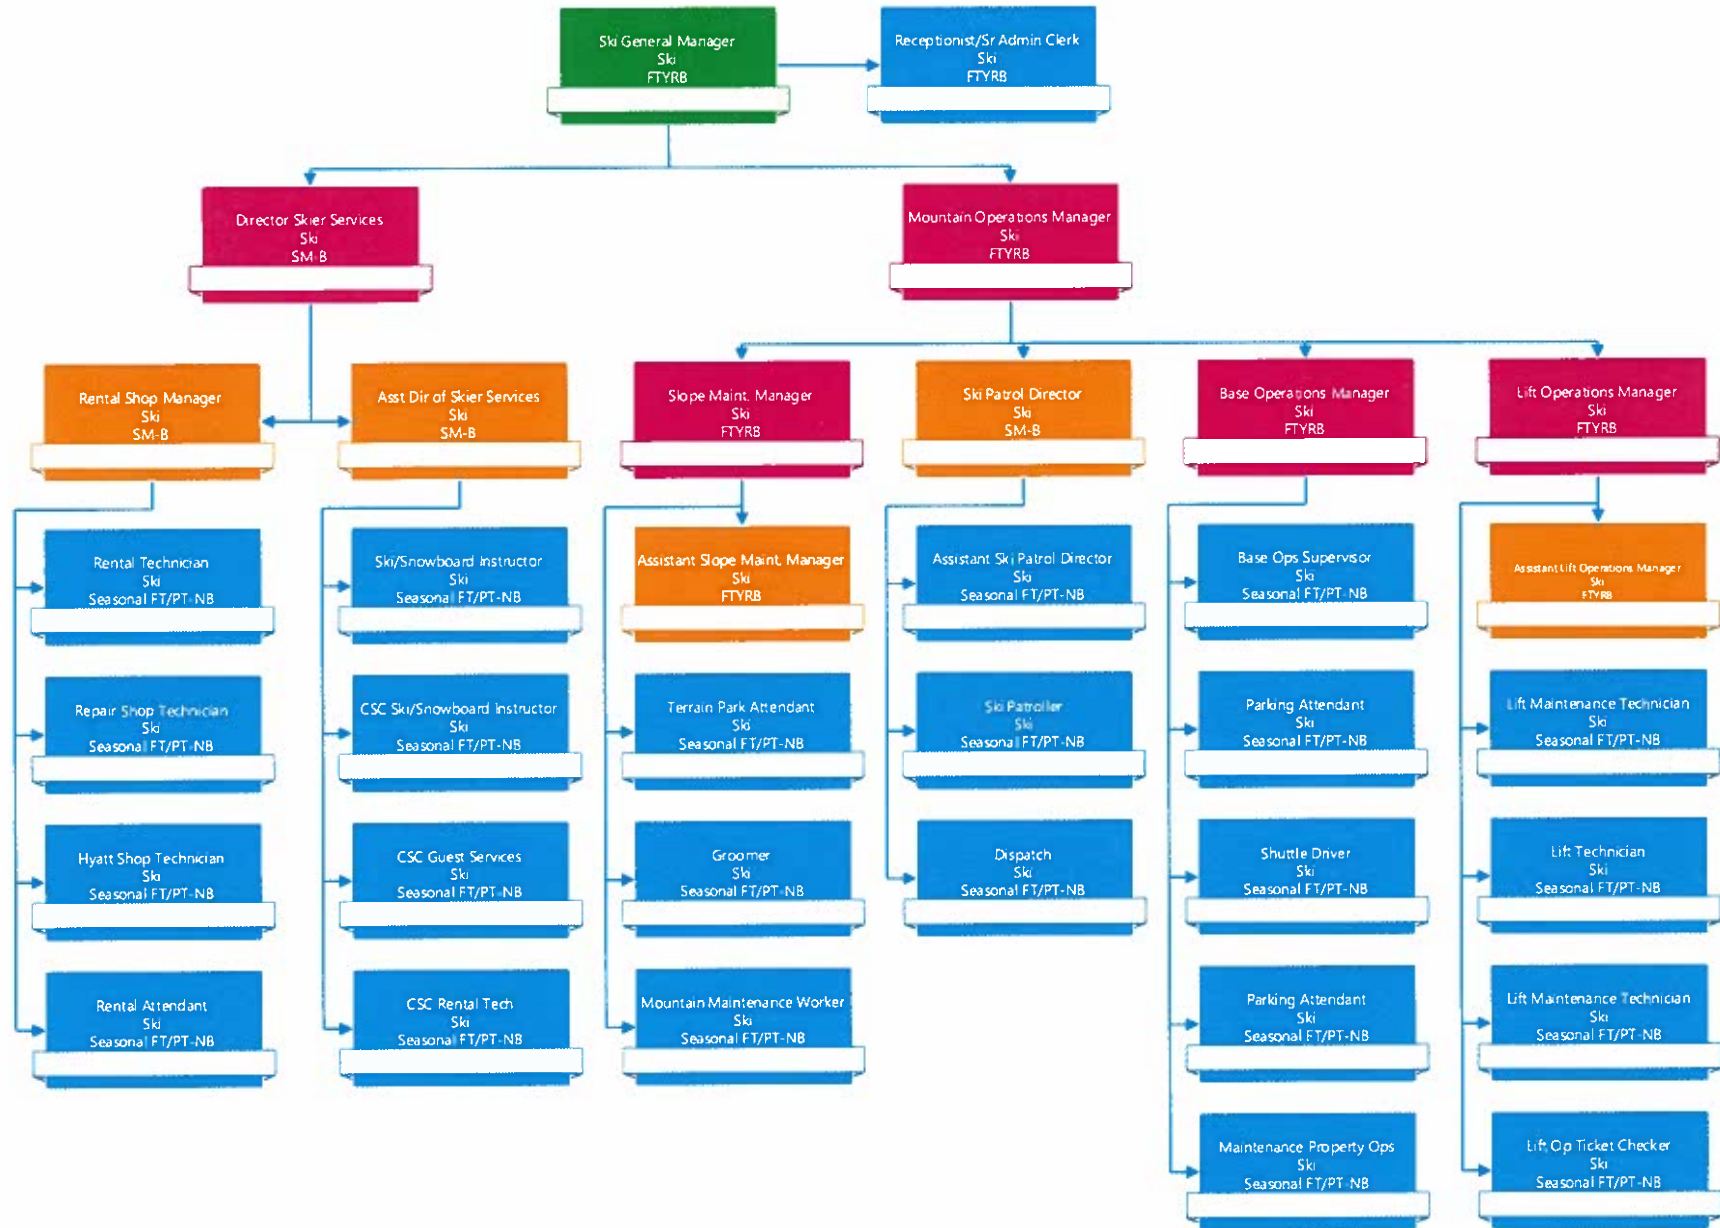 Ski General Manager
Ski
FTYRB
Receptionist/Sr Admin Clerk
Ski
FTYRB
Director Skier Services
Ski
SM-B
Mountain Operations Manager
Ski
FTYRB
Rental Shop Manager
Ski
SM-B
Asst Dir of Skier Services
Ski
SM-B
Slope Maint. Manager
Ski
FTYRB
Ski Patrol Director
Ski
SM-B
Base Operations Manager
Ski
FTYRB
Lift Operations Manager
Ski
FTYRB
Rental Technician
Ski
Seasonal FT/PT-NB
Ski/Snowboard Instructor
Ski
Seasonal FT/PT-NB
Assistant Slope Maint. Manager
Ski
FTYRB
Assistant Ski Patrol Director
Ski
Seasonal FT/PT-NB
Base Ops Supervisor
Ski
Seasonal FT/PT-NB
Assistant Lift Operations Manager
Ski
FTYRB
Repair Shop Technician
Ski
Seasonal FT/PT-NB
CSC Ski/Snowboard Instructor
Ski
Seasonal FT/PT-NB
Terrain Park Attendant
Ski
Seasonal FT/PT-NB
Ski Patroller
Ski
Seasonal FT/PT-NB
Parking Attendant
Ski
Seasonal FT/PT-NB
Lift Maintenance Technician
Ski
Seasonal FT/PT-NB
Hyatt Shop Technician
Ski
Seasonal FT/PT-NB
CSC Guest Services
Ski
Seasonal FT/PT-NB
Groomer
Ski
Seasonal FT/PT-NB
Dispatch
Ski
Seasonal FT/PT-NB
Shuttle Driver
Ski
Seasonal FT/PT-NB
Lift Technician
Ski
Seasonal FT/PT-NB
Rental Attendant
Ski
Seasonal FT/PT-NB
CSC Rental Tech
Ski
Seasonal FT/PT-NB
Mountain Maintenance Worker
Ski
Seasonal FT/PT-NB
Parking Attendant
Ski
Seasonal FT/PT-NB
Lift Maintenance Technician
Ski
Seasonal FT/PT-NB
Maintenance Property Ops
Ski
Seasonal FT/PT-NB
Lift Op Ticket Checker
Ski
Seasonal FT/PT-NB